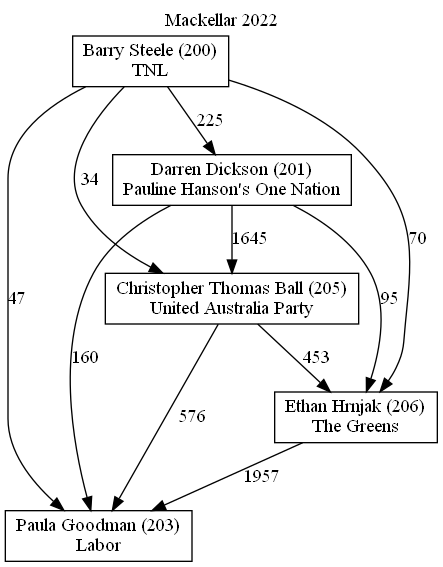 Mackellar 2022
Barry Steele (200)
TNL
225
34
Darren Dickson (201)
Pauline Hanson's One Nation
70
1645
Christopher Thomas Ball (205)
United Australia Party
47
95
160
453
Ethan Hrnjak (206)
The Greens
576
1957
Paula Goodman (203)
Labor